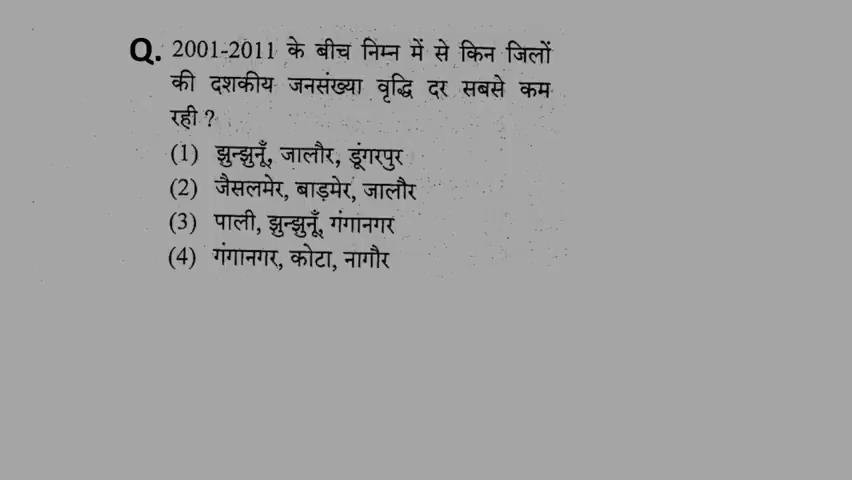 Q. 2001-2011 के बीच निम्न में से किन जिलों
की दशकीय जनसंख्या वृद्धि दर सबसे कम
रही ?
(1) झुन्झुनूँ, जालौर, डूंगरपुर
(2) जैसलमेर, बाड़मेर, जालौर
(3) पाली, झुन्झुनूँ, गंगानगर
(4) गंगानगर, कोटा, नागौर